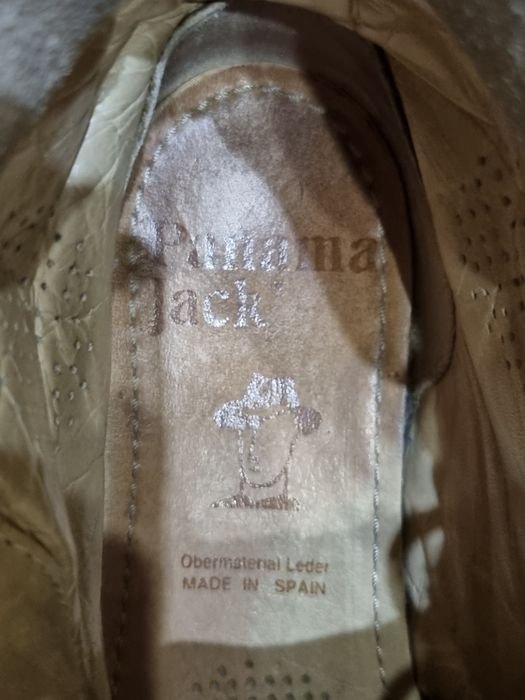 Panama
Jack
Obermaterial Leder
MADE IN SPAIN